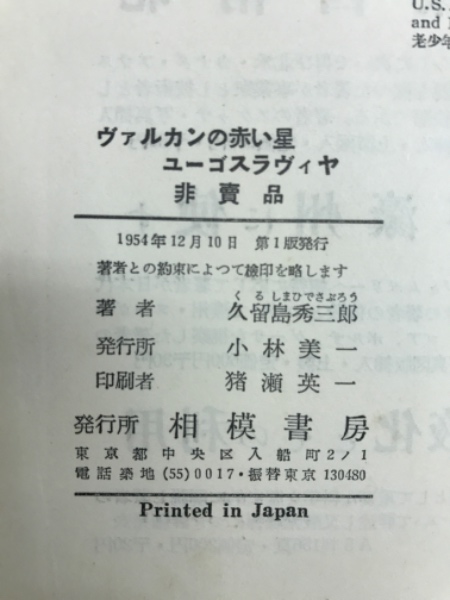 U.S.
and
老少年
ヴァルカンの赤い星
ユーゴスラヴィヤ
非賣品
1954年12月10日 第1版発行
著者との約束によつて検印を略します
くるしまひでさぶろう
著者 久留島秀三郎
発行所 小林美一
印刷者 猪瀬英一
発行所 相模書房
東京都中央区入船町2ノ1
電話築地(55)0017・振替東京130480
Printed in Japan